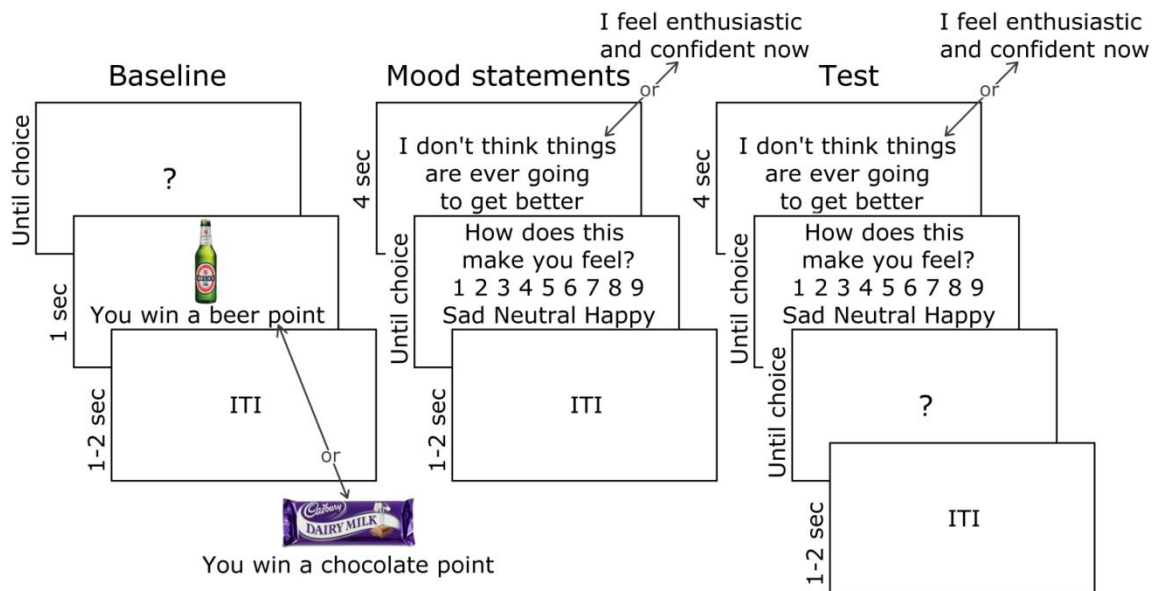 Baseline
Until choice
?
1 sec
You win a beer point
1-2 sec
ITI
or
Cadbury
DAIRY MILK
You win a chocolate point
Mood statements
I feel enthusiastic
and confident now
or
4 sec
I don't think things
are ever going
to get better
Until choice
How does this
make you feel?
1 2 3 4 5 6 7 8 9
Sad Neutral Happy
1-2 sec
ITI
Test
I feel enthusiastic
and confident now
or
4 sec
I don't think things
are ever going
to get better
Until choice
How does this
make you feel?
1 2 3 4 5 6 7 8 9
Sad Neutral Happy
Until choice
?
1-2 sec
ITI